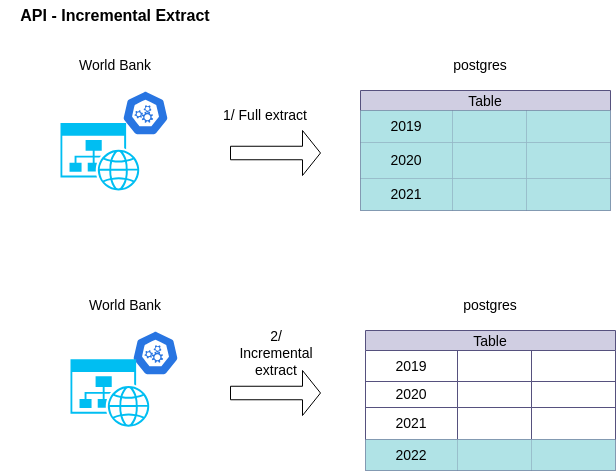 API - Incremental Extract
World Bank
postgres
1/ Full extract
Table
2019
2020
2021
World Bank
postgres
2/
Incremental
extract
Table
2019
2020
2021
2022